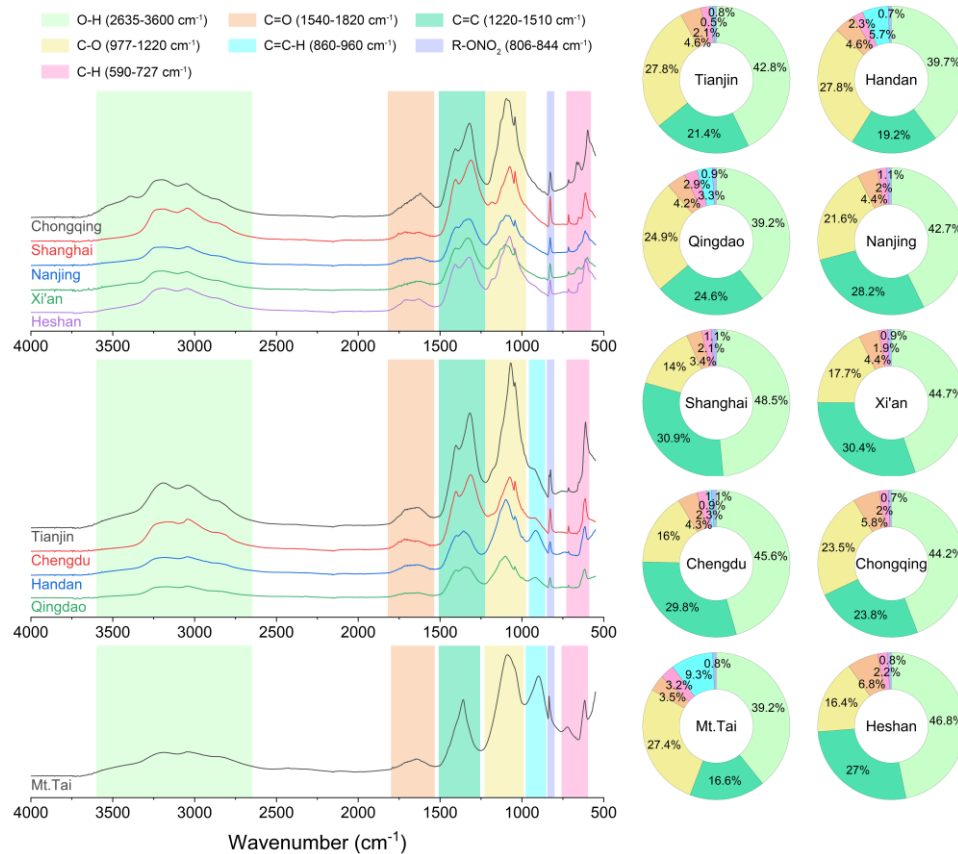 O-H (2635-3600 cm⁻¹) C=O (1540-1820 cm⁻¹) C=C (1220-1510 cm⁻¹)
C-O (977-1220 cm⁻¹) C=C-H (860-960 cm⁻¹) R-ONO₂ (806-844 cm⁻¹)
C-H (590-727 cm⁻¹)
Chongqing
Shanghai
Nanjing
Xi'an
Heshan
4000 3500 3000 2500 2000 1500 1000 500
Tianjin
Chengdu
Handan
Qingdao
4000 3500 3000 2500 2000 1500 1000 500
Mt.Tai
4000 3500 3000 2500 2000 1500 1000 500
Wavenumber (cm⁻¹)
0.8%
0.5%
2.1%
4.6%
27.8%
42.8%
Tianjin
21.4%
0.7%
2.3%
5.7%
4.6%
27.8%
39.7%
Handan
19.2%
0.9%
2.9%
3.3%
4.2%
24.9%
39.2%
Qingdao
24.6%
1.1%
2%
4.4%
21.6%
42.7%
Nanjing
28.2%
1.1%
2.1%
3.4%
14%
48.5%
Shanghai
30.9%
0.9%
1.9%
4.4%
17.7%
44.7%
Xi'an
30.4%
1.1%
0.9%
2.3%
4.3%
16%
45.6%
Chengdu
29.8%
0.7%
2%
5.8%
23.5%
44.2%
Chongqing
23.8%
0.8%
9.3%
3.2%
3.5%
39.2%
Mt.Tai
27.4%
16.6%
0.8%
2.2%
6.8%
16.4%
46.8%
Heshan
27%